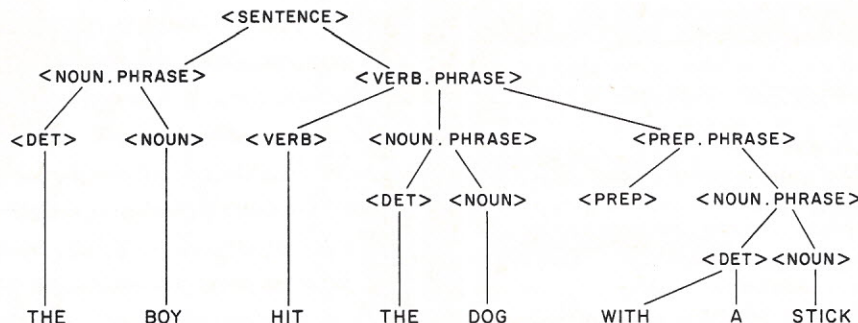 <SENTENCE>
<NOUN.PHRASE> <VERB.PHRASE>
<DET> <NOUN> <VERB> <NOUN.PHRASE> <PREP.PHRASE>
<DET> <NOUN> <PREP> <NOUN.PHRASE>
<DET> <NOUN>
THE BOY HIT THE DOG WITH A STICK